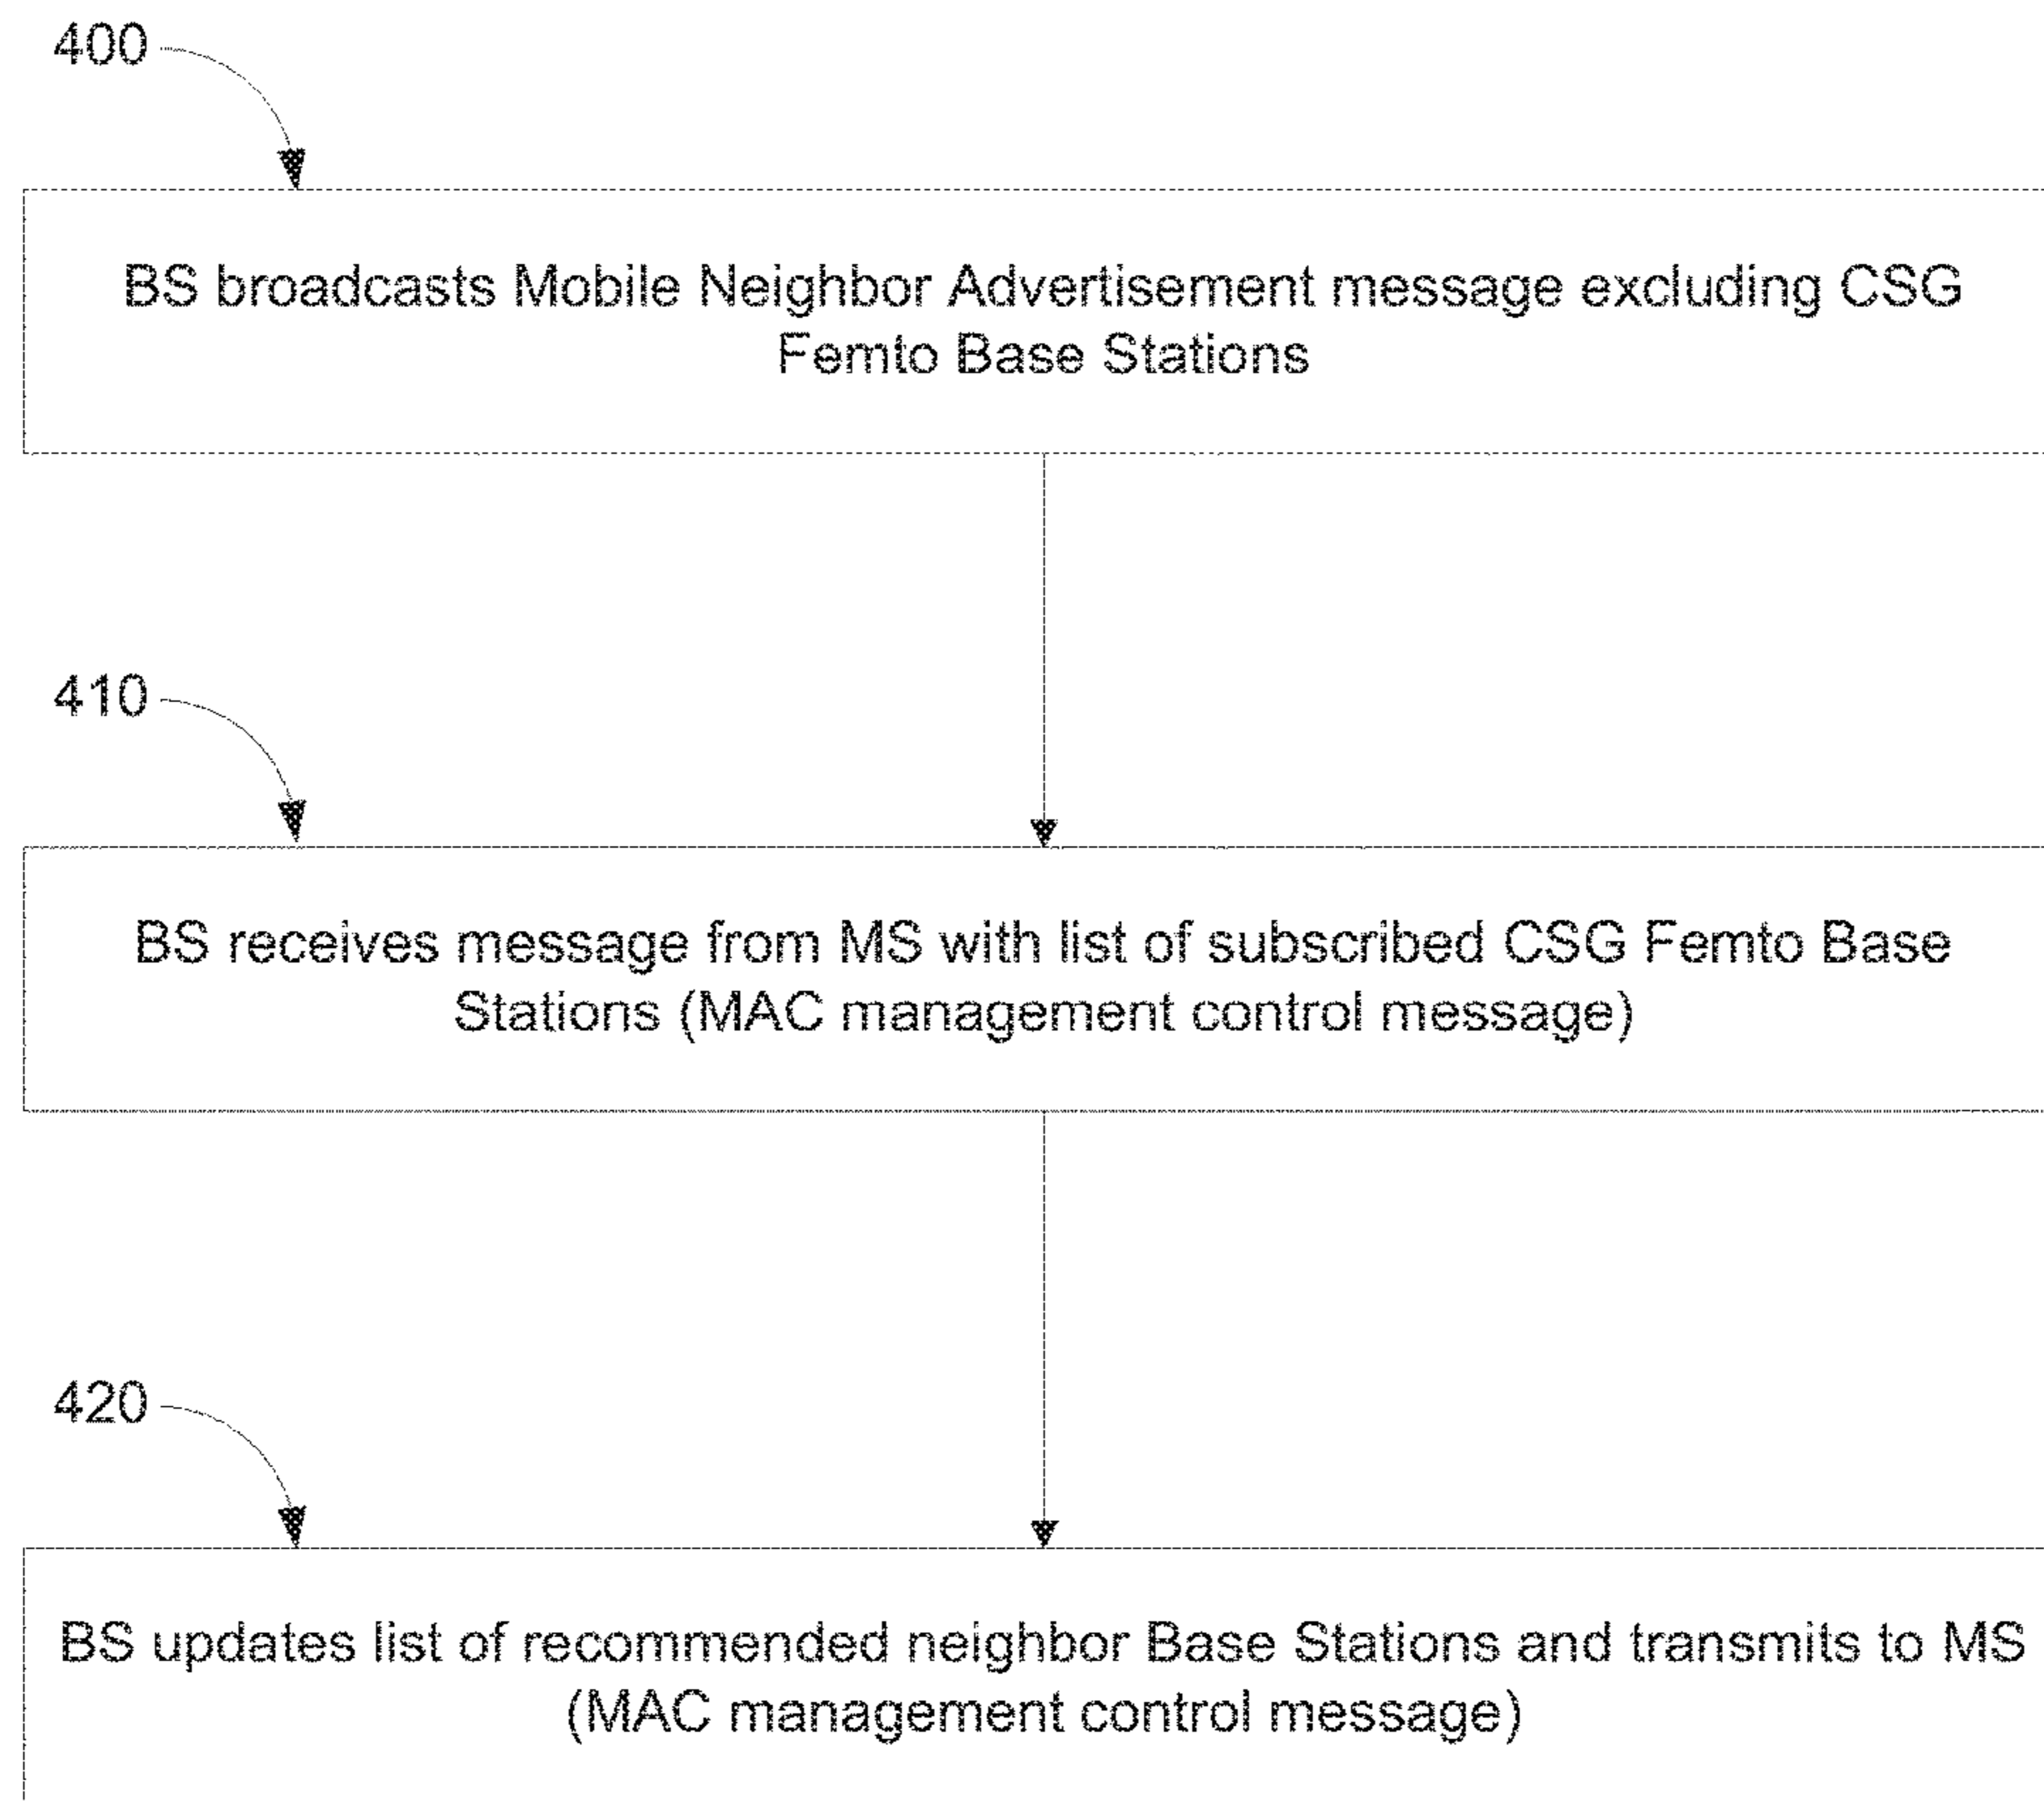 400
BS broadcasts Mobile Neighbor Advertisement message excluding CSG
Femto Base Stations
410
BS receives message from MS with list of subscribed CSG Femto Base
Stations (MAC management control message)
420
BS updates list of recommended neighbor Base Stations and transmits to MS
(MAC management control message)